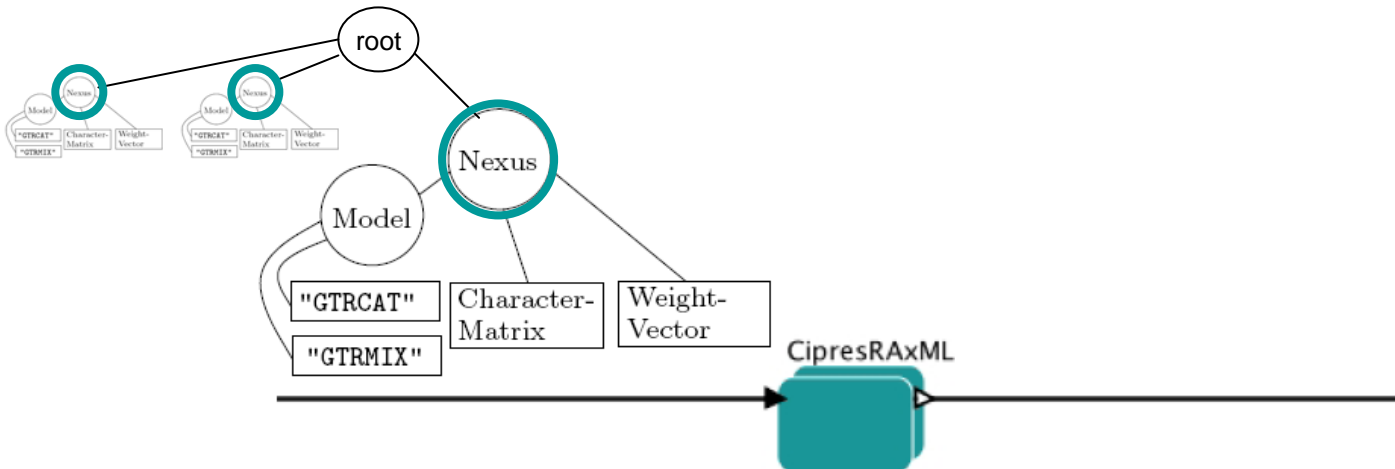 root
Nexus
Model
"GTRCAT"
"GTRMIX"
Character-
Matrix
Weight-
Vector
Nexus
Model
"GTRCAT"
"GTRMIX"
Character-
Matrix
Weight-
Vector
Nexus
Model
"GTRCAT"
"GTRMIX"
Character-
Matrix
Weight-
Vector
CipresRAxML